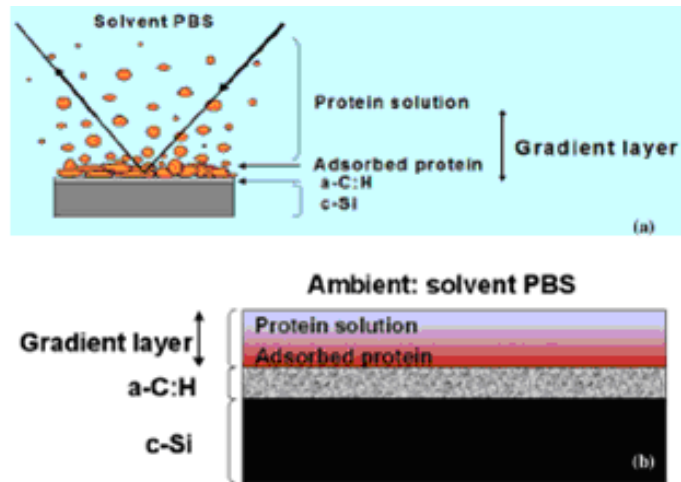 Solvent PBS
Protein solution
Gradient layer
Adsorbed protein
a-C:H
c-Si
(a)
Ambient: solvent PBS
Protein solution
Gradient layer
Adsorbed protein
a-C:H
c-Si
(b)